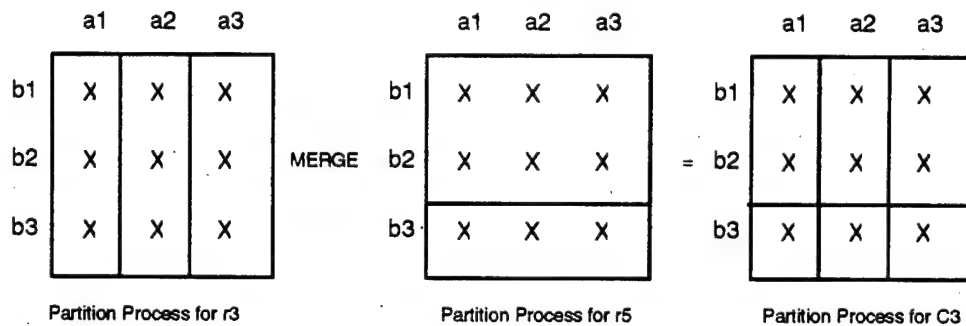 a1 a2 a3 a1 a2 a3 a1 a2 a3
b1 X X X b1 X X X b1 X X X
b2 X X X MERGE b2 X X X = b2 X X X
b3 X X X b3 X X X b3 X X X
Partition Process for r3 Partition Process for r5 Partition Process for C3